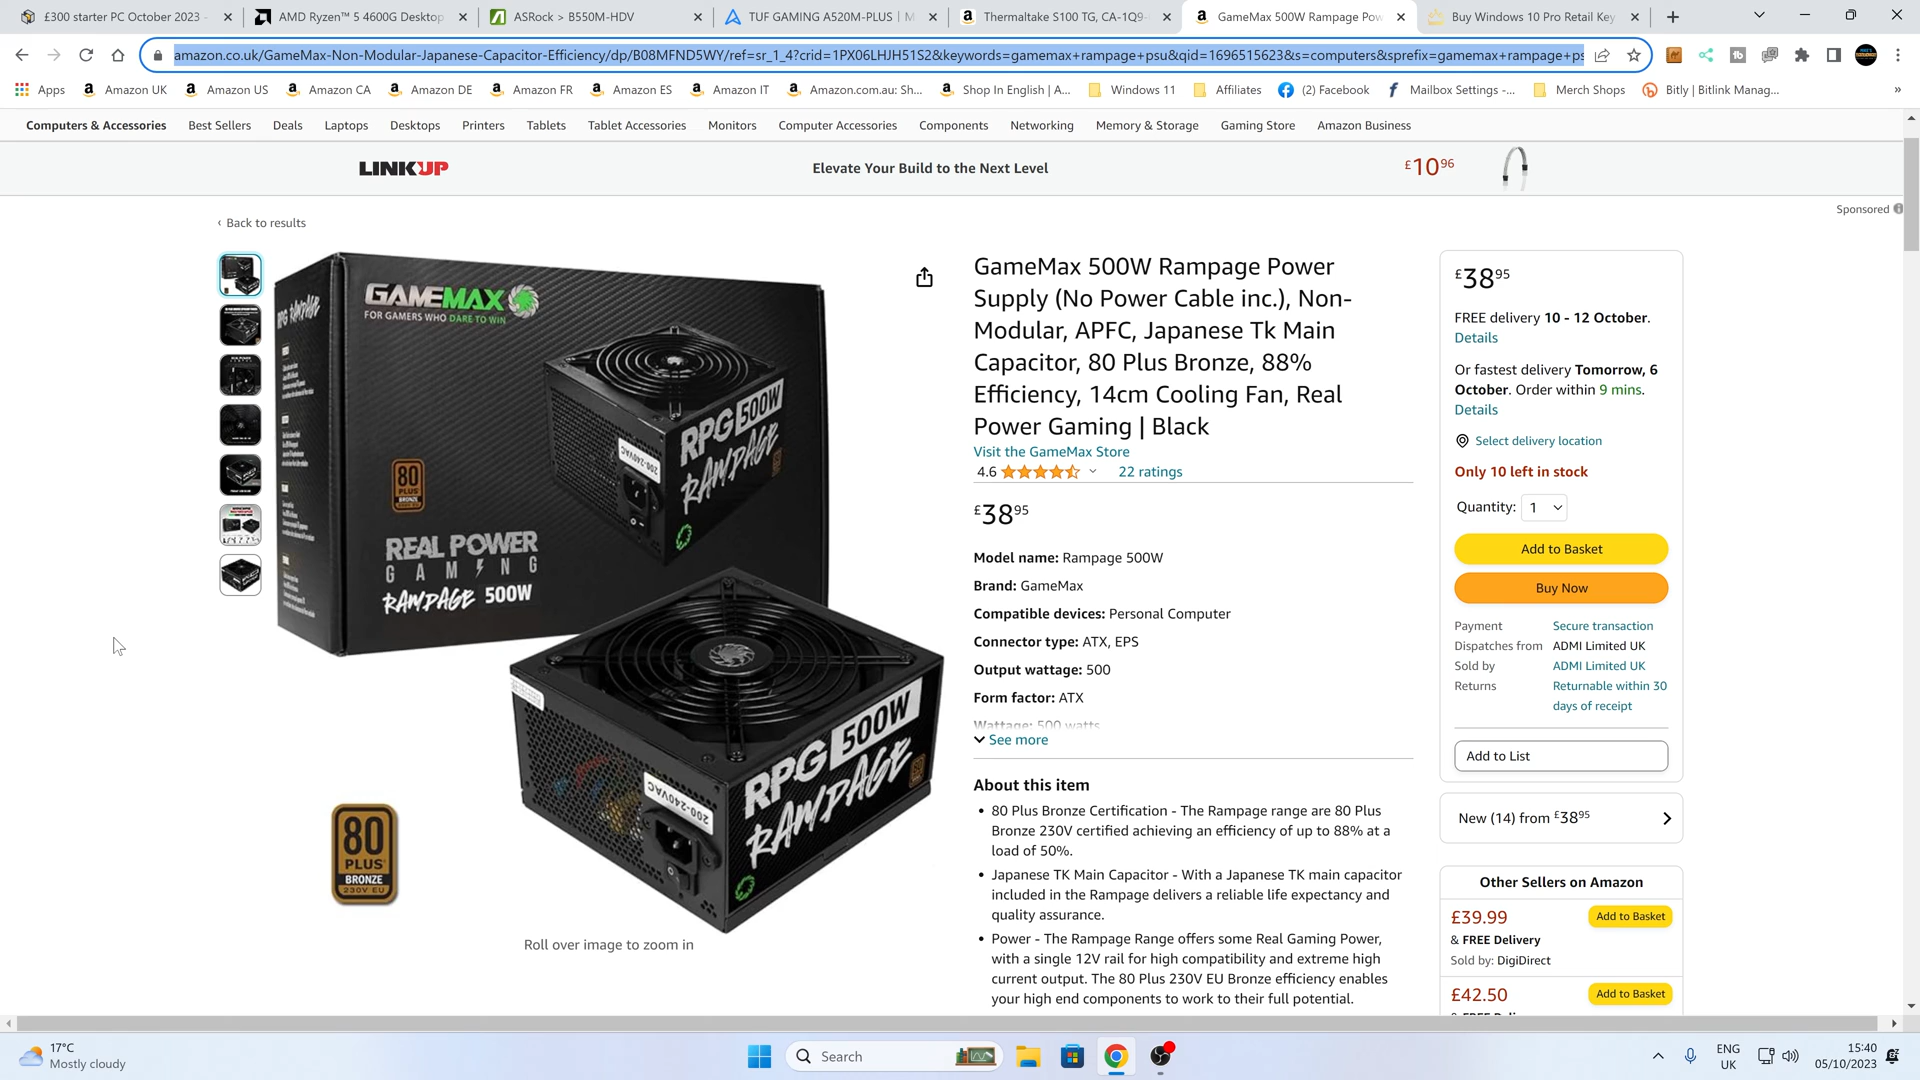 £300 starter PC October 2023 -
AMD Ryzen™ 5 4600G Desktop
ASRock > B550M-HDV
TUF GAMING A520M-PLUS | M
Thermaltake S100 TG, CA-1Q9-
GameMax 500W Rampage Pow
Buy Windows 10 Pro Retail Key
amazon.co.uk/GameMax-Non-Modular-Japanese-Capacitor-Efficiency/dp/B08MFND5WY/ref=sr_1_4?crid=1PX06LHJH51S2&keywords=gamemax+rampage+psu&qid=1696515623&s=computers&sprefix=gamemax+rampage+ps
Apps
Amazon UK
Amazon US
Amazon CA
Amazon DE
Amazon FR
Amazon ES
Amazon IT
Amazon.com.au: Sh...
Shop In English | A...
Windows 11
Affiliates
(2) Facebook
Mailbox Settings -...
Merch Shops
Bitly | Bitlink Manag...
Computers & Accessories
Best Sellers
Deals
Laptops
Desktops
Printers
Tablets
Tablet Accessories
Monitors
Computer Accessories
Components
Networking
Memory & Storage
Gaming Store
Amazon Business
LINKUP
Elevate Your Build to the Next Level
£10 96
Sponsored
‹ Back to results
GAMEMAX
FOR GAMERS WHO DARE TO WIN
RPG RAMPAGE
RPG 500W
RAMPAGE
200-240VAC
80
PLUS
BRONZE
REAL POWER
GAMING
RAMPAGE 500W
RPG 500W
RAMPAGE
200-240VAC
80
PLUS
BRONZE
230V EU
Roll over image to zoom in
GameMax 500W Rampage Power
Supply (No Power Cable inc.), Non-
Modular, APFC, Japanese Tk Main
Capacitor, 80 Plus Bronze, 88%
Efficiency, 14cm Cooling Fan, Real
Power Gaming | Black
Visit the GameMax Store
4.6
22 ratings
£38 95
Model name: Rampage 500W
Brand: GameMax
Compatible devices: Personal Computer
Connector type: ATX, EPS
Output wattage: 500
Form factor: ATX
Wattage: 500 watts
See more
About this item
• 80 Plus Bronze Certification - The Rampage range are 80 Plus
Bronze 230V certified achieving an efficiency of up to 88% at a
load of 50%.
• Japanese TK Main Capacitor - With a Japanese TK main capacitor
included in the Rampage delivers a reliable life expectancy and
quality assurance.
• Power - The Rampage Range offers some Real Gaming Power,
with a single 12V rail for high compatibility and extreme high
current output. The 80 Plus 230V EU Bronze efficiency enables
your high end components to work to their full potential.
£38 95
FREE delivery 10 - 12 October.
Details
Or fastest delivery Tomorrow, 6
October. Order within 9 mins.
Details
Select delivery location
Only 10 left in stock
Quantity: 1
Add to Basket
Buy Now
Payment Secure transaction
Dispatches from ADMI Limited UK
Sold by ADMI Limited UK
Returns Returnable within 30
days of receipt
Add to List
New (14) from £38 95
Other Sellers on Amazon
£39.99
Add to Basket
& FREE Delivery
Sold by: DigiDirect
£42.50
Add to Basket
17°C
Mostly cloudy
Search
ENG
UK
15:40
05/10/2023